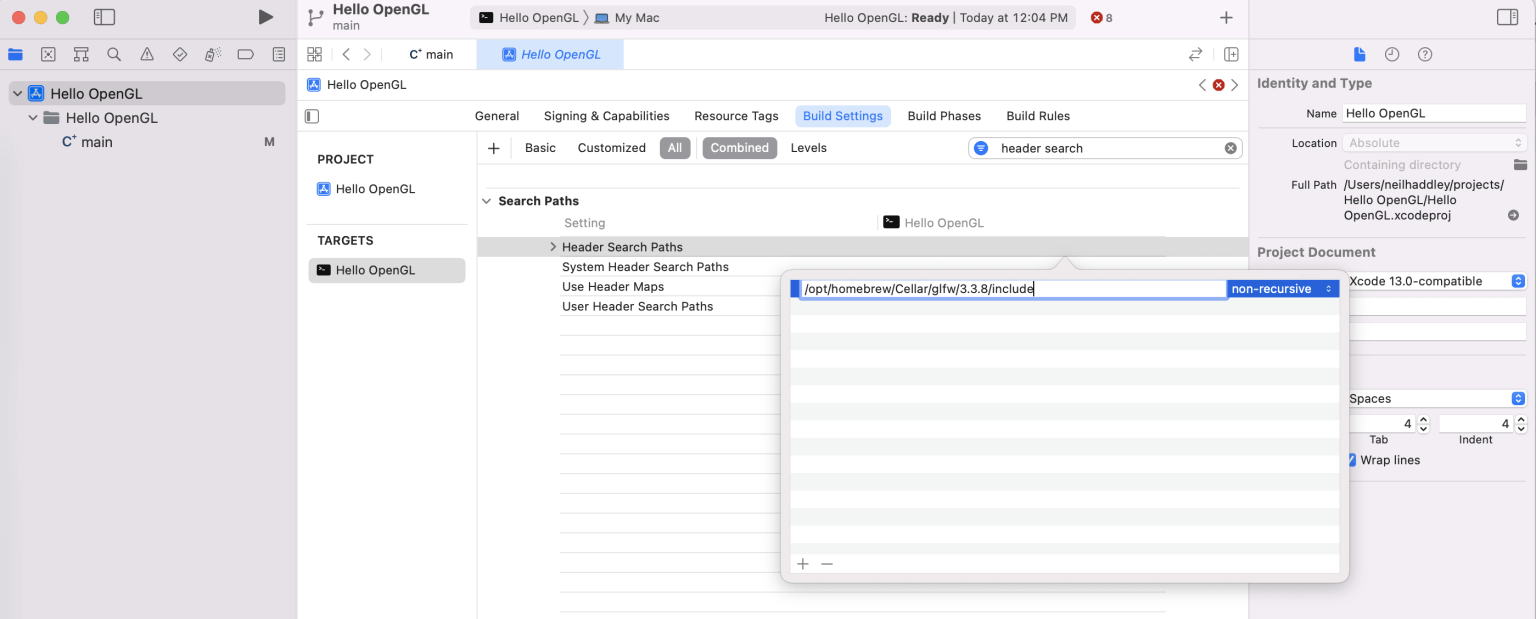 Hello OpenGL
main
Hello OpenGL 〉 My Mac
Hello OpenGL: Ready | Today at 12:04 PM
8
C+ main
Hello OpenGL
Hello OpenGL
Hello OpenGL
Hello OpenGL
C+ main M
General Signing & Capabilities Resource Tags Build Settings Build Phases Build Rules
Basic Customized All Combined Levels
header search
PROJECT
Hello OpenGL
TARGETS
Hello OpenGL
Search Paths
Setting
Hello OpenGL
Header Search Paths
System Header Search Paths
Use Header Maps
User Header Search Paths
/opt/homebrew/Cellar/glfw/3.3.8/include non-recursive
Identity and Type
Name Hello OpenGL
Location Absolute
Containing directory
Full Path /Users/neilhaddley/projects/
Hello OpenGL/Hello
OpenGL.xcodeproj
Project Document
Xcode 13.0-compatible
Spaces
4 4
Tab Indent
Wrap lines